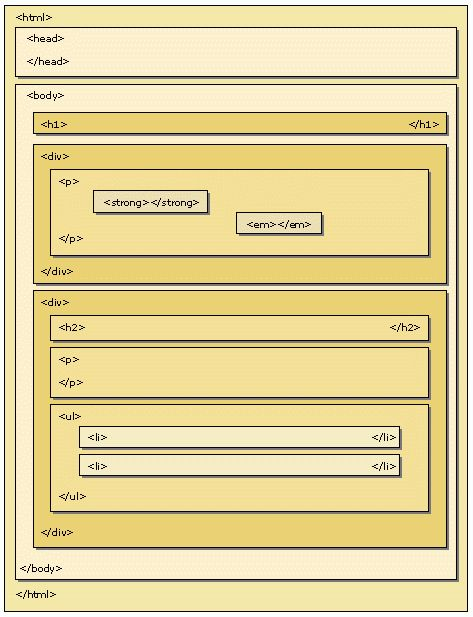 <html>
<head>
</head>
<body>
<h1> </h1>
<div>
<p>
<strong></strong>
<em></em>
</p>
</div>
<div>
<h2> </h2>
<p>
</p>
<ul>
<li> </li>
<li> </li>
</ul>
</div>
</body>
</html>